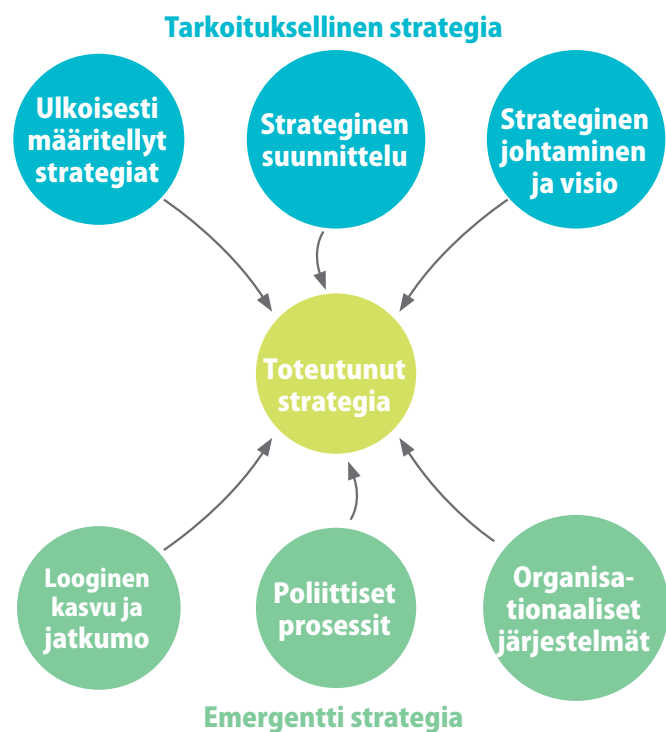 Tarkoituksellinen strategia
Ulkoisesti
määritellyt
strategiat
Strateginen
suunnittelu
Strateginen
johtaminen
ja visio
Toteutunut
strategia
Looginen
kasvu ja
jatkumo
Poliittiset
prosessit
Organisa-
tionaaliset
järjestelmät
Emergentti strategia